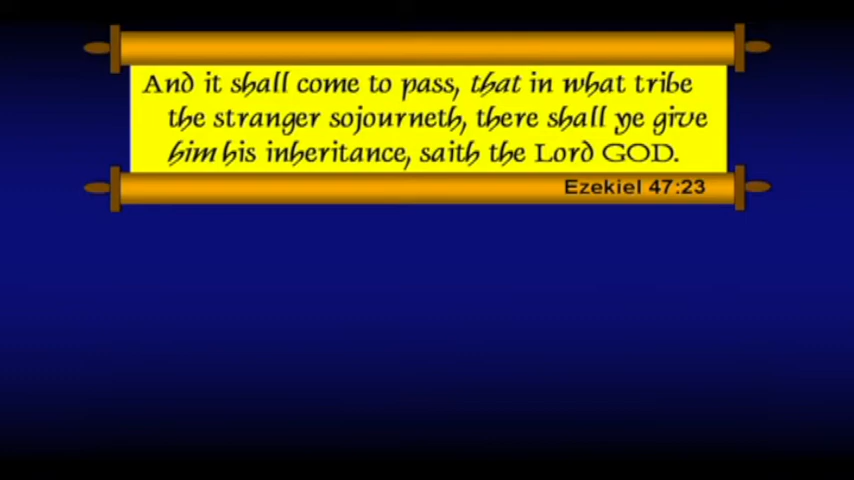 And it shall come to pass, that in what tribe
the stranger sojourneth, there shall ye give
him his inheritance, saith the Lord GOD.
Ezekiel 47:23